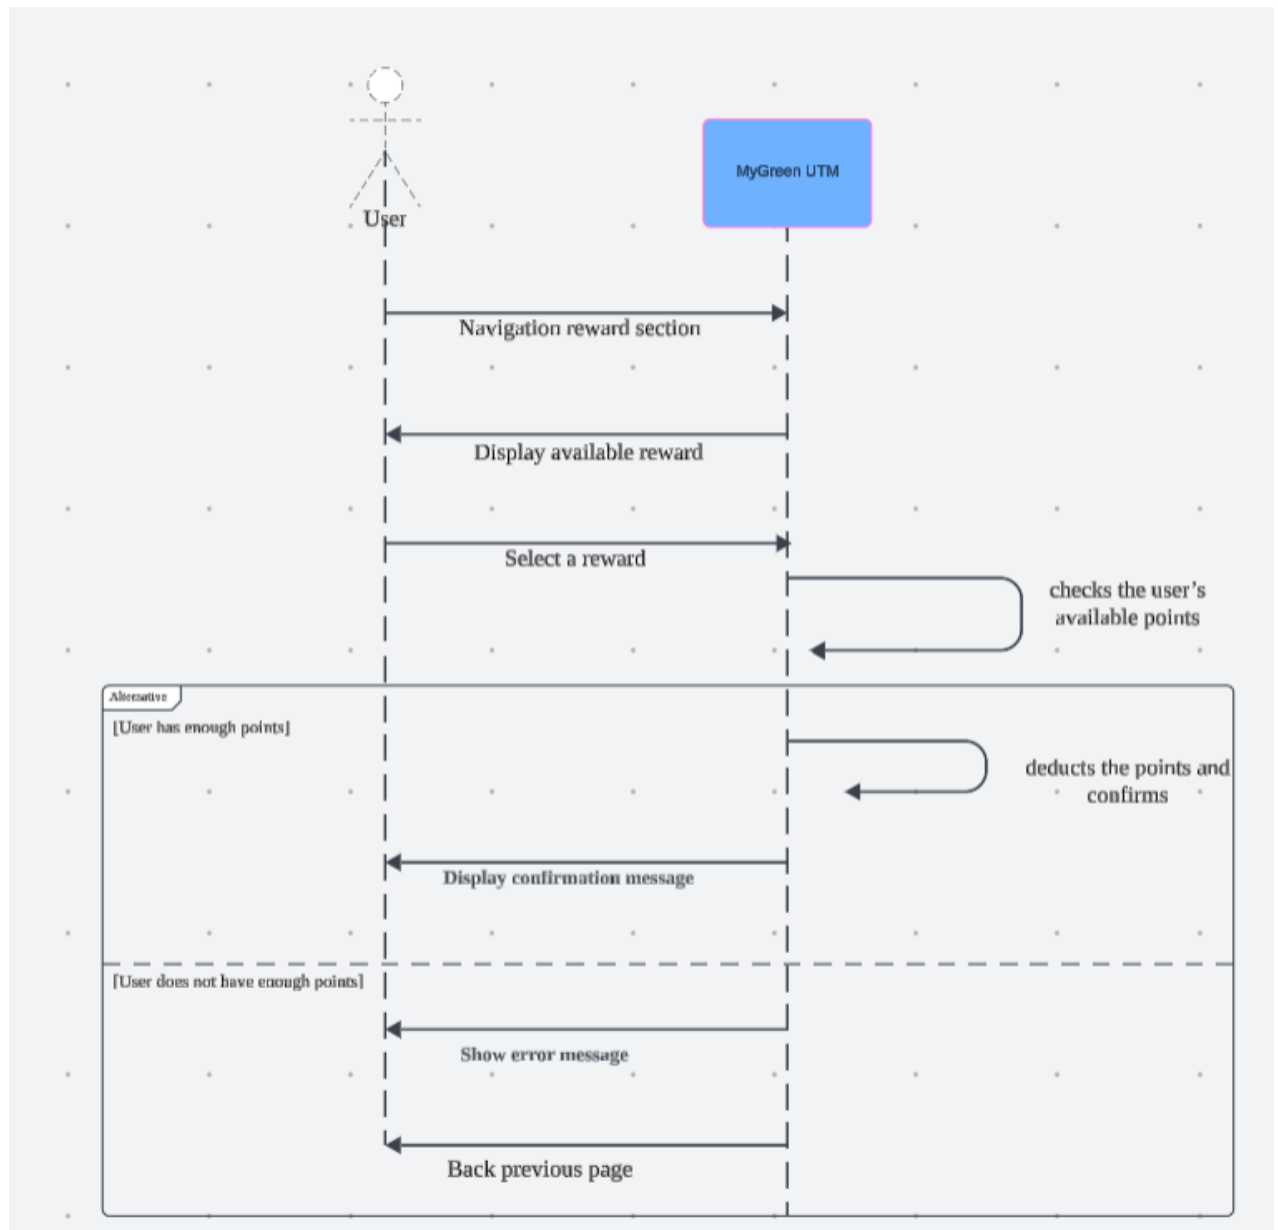 MyGreen UTM
User
Navigation reward section
Display available reward
Select a reward
checks the user’s
available points
Alternative
[User has enough points]
deducts the points and
confirms
Display confirmation message
[User does not have enough points]
Show error message
Back previous page